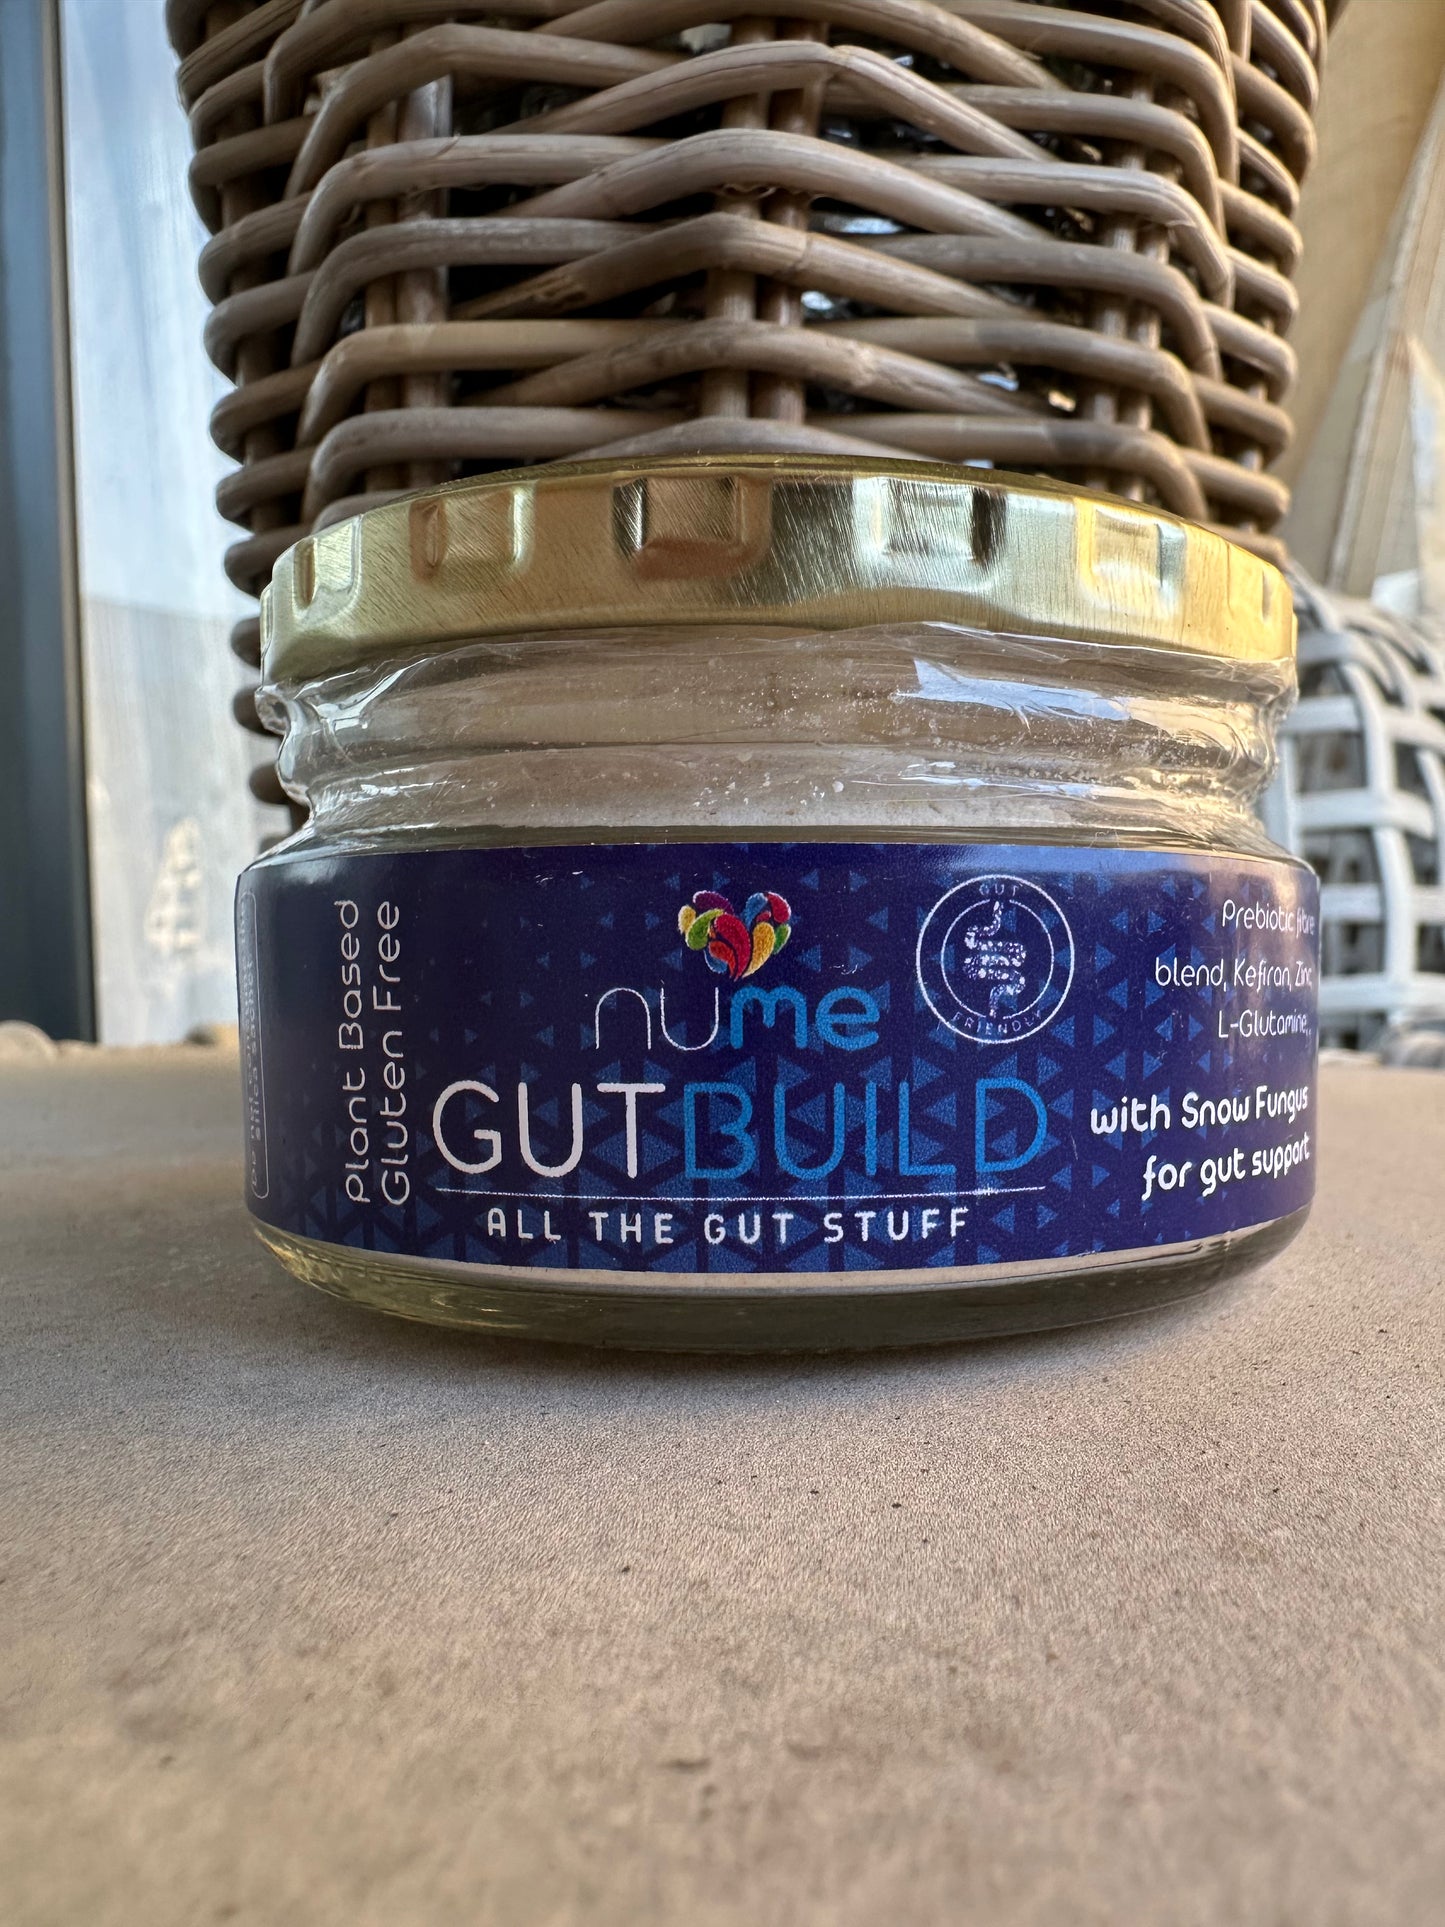 Plant Based
Gluten Free
nume
GUTBUILD
ALL THE GUT STUFF
GUT
FRIENDLY
Prebiotic fibre
blend, Kefiran, Zinc,
L-Glutamine,
with Snow Fungus
for gut support